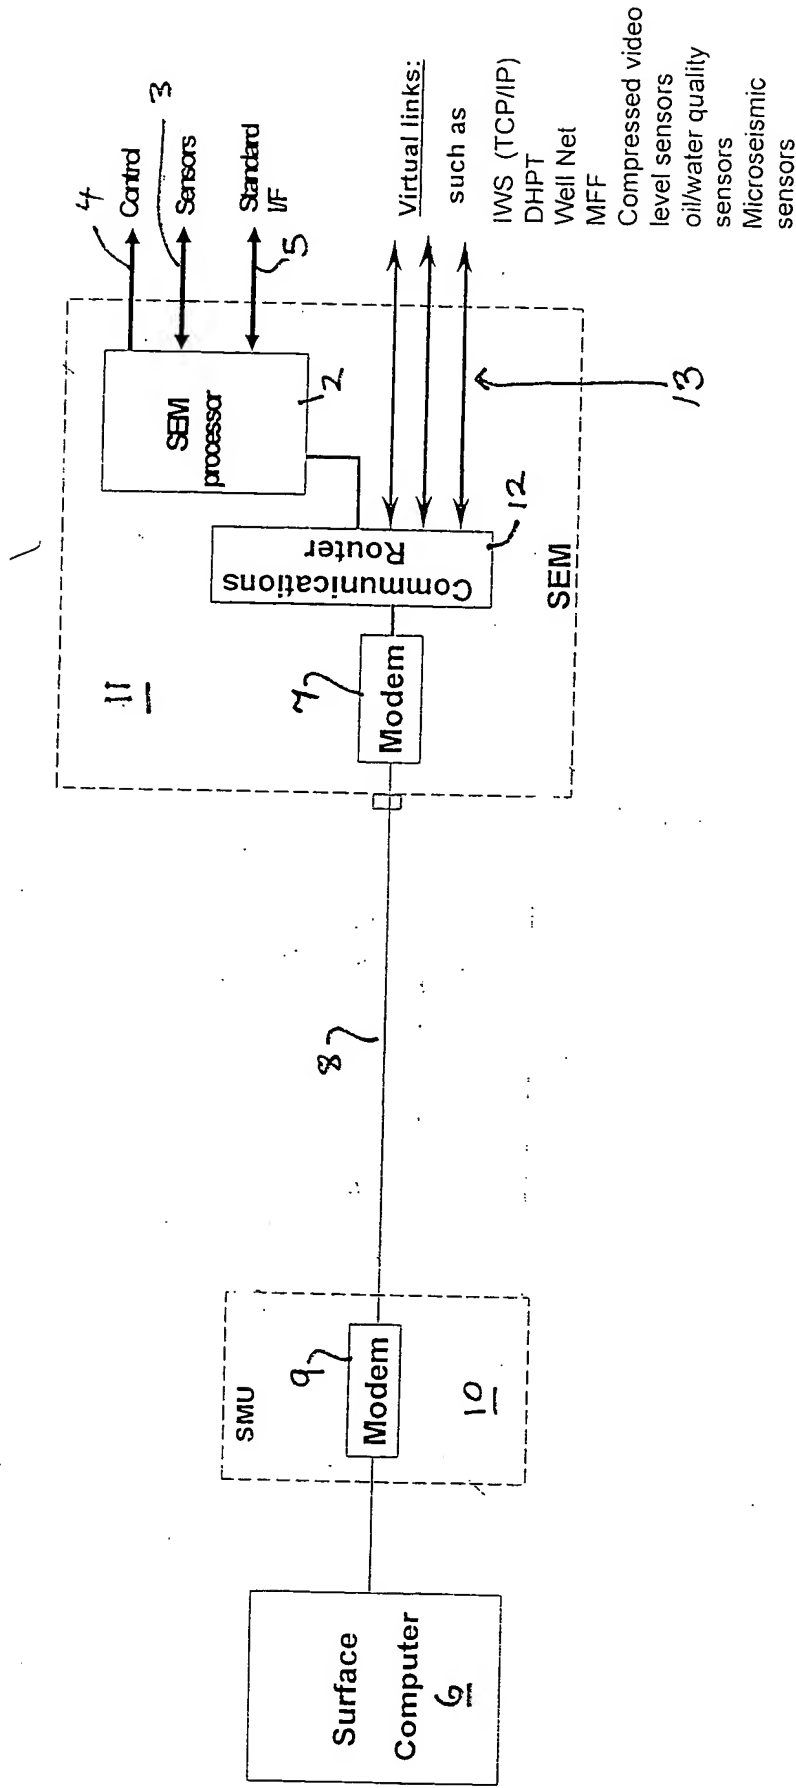 Surface
Computer
6
SMU
9
Modem
10
8
11
7
Modem
Communications
Router
12
SEM
SEM
processor
2
4
Control
3
Sensors
Standard
I/F
5
Virtual links:
such as
IWS (TCP/IP)
DHPT
Well Net
MFF
Compressed video
level sensors
oil/water quality
sensors
Microseismic
sensors
13